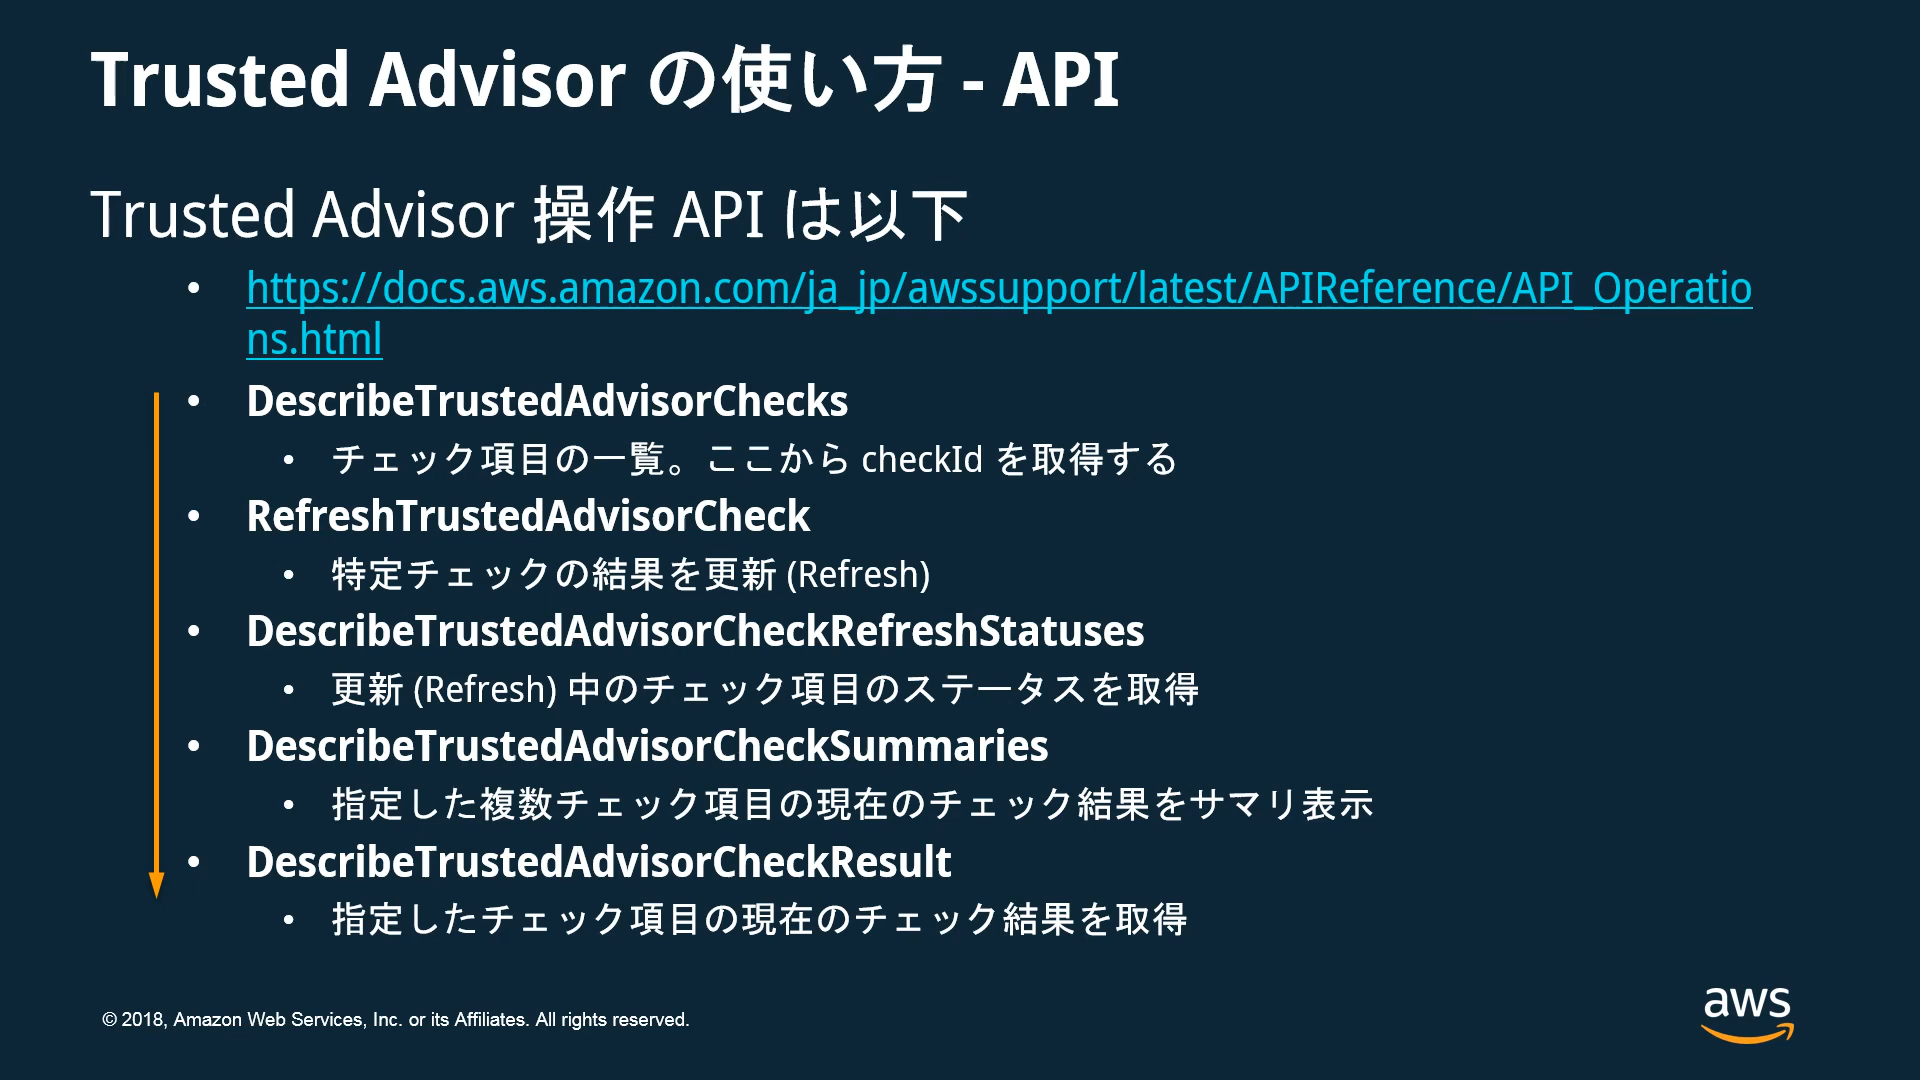 Trusted Advisor の使い方 - API
Trusted Advisor 操作 API は以下
• https://docs.aws.amazon.com/ja_jp/awssupport/latest/APIReference/API_Operatio
ns.html
• DescribeTrustedAdvisorChecks
• チェック項目の一覧。ここから checkId を取得する
• RefreshTrustedAdvisorCheck
• 特定チェックの結果を更新 (Refresh)
• DescribeTrustedAdvisorCheckRefreshStatuses
• 更新 (Refresh) 中のチェック項目のステータスを取得
• DescribeTrustedAdvisorCheckSummaries
• 指定した複数チェック項目の現在のチェック結果をサマリ表示
• DescribeTrustedAdvisorCheckResult
• 指定したチェック項目の現在のチェック結果を取得
© 2018, Amazon Web Services, Inc. or its Affiliates. All rights reserved.
aws